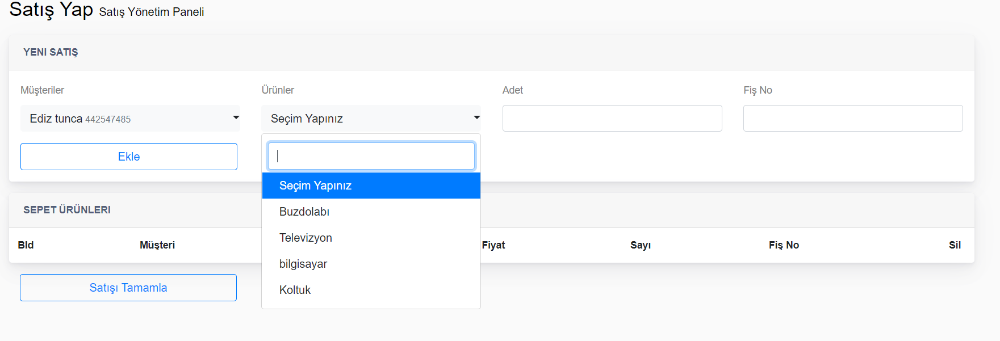 Satış Yap Satış Yönetim Paneli
YENI SATIŞ
Müşteriler
Ürünler
Adet
Fiş No
Ediz tunca 442547485
Seçim Yapınız
Ekle
Seçim Yapınız
Buzdolabı
Televizyon
bilgisayar
Koltuk
SEPET ÜRÜNLERI
BId Müşteri Fiyat Sayı Fiş No Sil
Satışı Tamamla